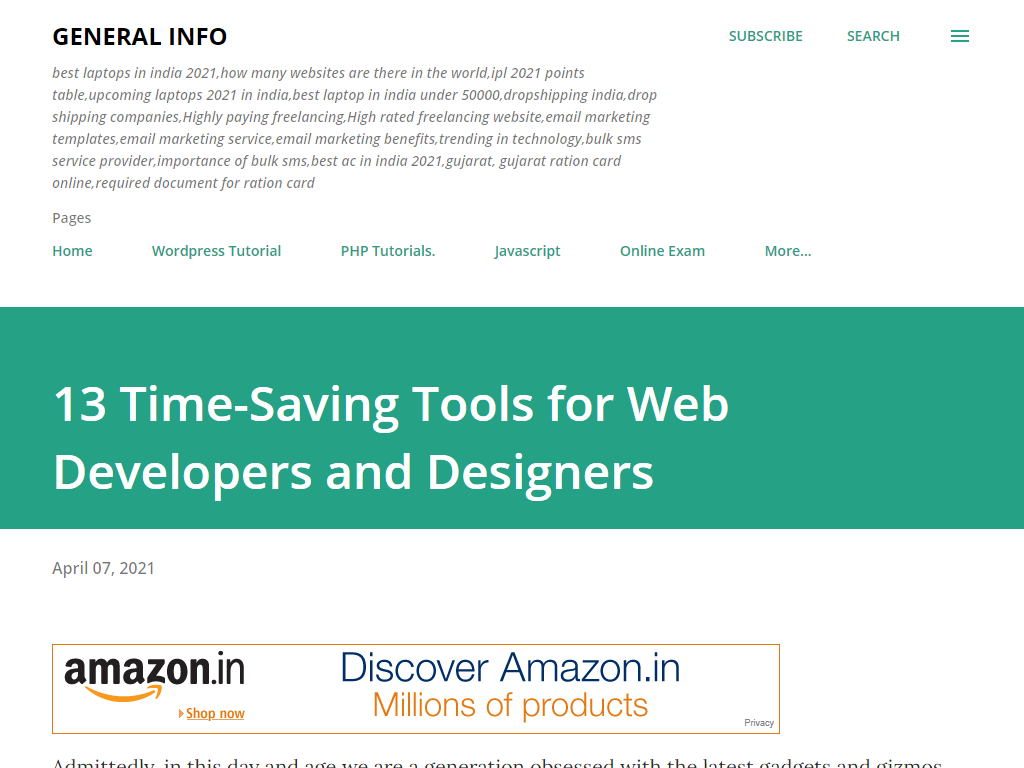 GENERAL INFO
SUBSCRIBE
SEARCH
best laptops in india 2021,how many websites are there in the world,ipl 2021 points
table,upcoming laptops 2021 in india,best laptop in india under 50000,dropshipping india,drop
shipping companies,Highly paying freelancing,High rated freelancing website,email marketing
templates,email marketing service,email marketing benefits,trending in technology,bulk sms
service provider,importance of bulk sms,best ac in india 2021,gujarat, gujarat ration card
online,required document for ration card
Pages
Home
Wordpress Tutorial
PHP Tutorials.
Javascript
Online Exam
More...
13 Time-Saving Tools for Web
Developers and Designers
April 07, 2021
amazon.in
Shop now
Discover Amazon.in
Millions of products
Privacy
Admittedly, in this day and age we are a generation obsessed with the latest gadgets and gizmos